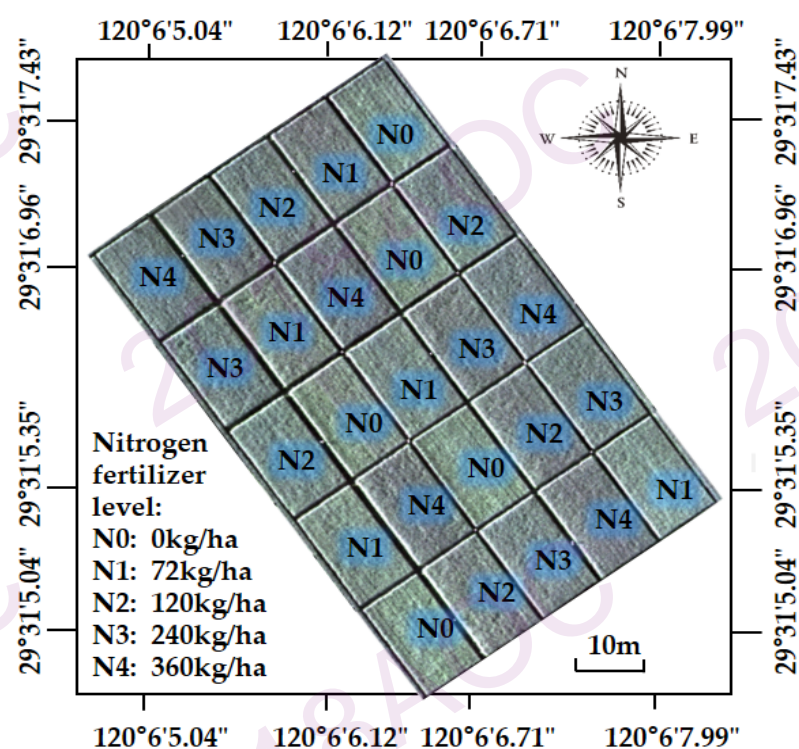 120°6'5.04" 120°6'6.12" 120°6'6.71" 120°6'7.99"
29°31'7.43"
29°31'6.96"
29°31'5.35"
29°31'5.04"
29°31'7.43"
29°31'6.96"
29°31'5.35"
29°31'5.04"
N
W E
S
N4 N3 N2 N1 N0
N3 N1 N4 N0 N2
N2 N0 N1 N3 N4
N1 N4 N0 N2 N3
N0 N2 N3 N4 N1
Nitrogen
fertilizer
level:
N0: 0kg/ha
N1: 72kg/ha
N2: 120kg/ha
N3: 240kg/ha
N4: 360kg/ha
10m
120°6'5.04" 120°6'6.12" 120°6'6.71" 120°6'7.99"